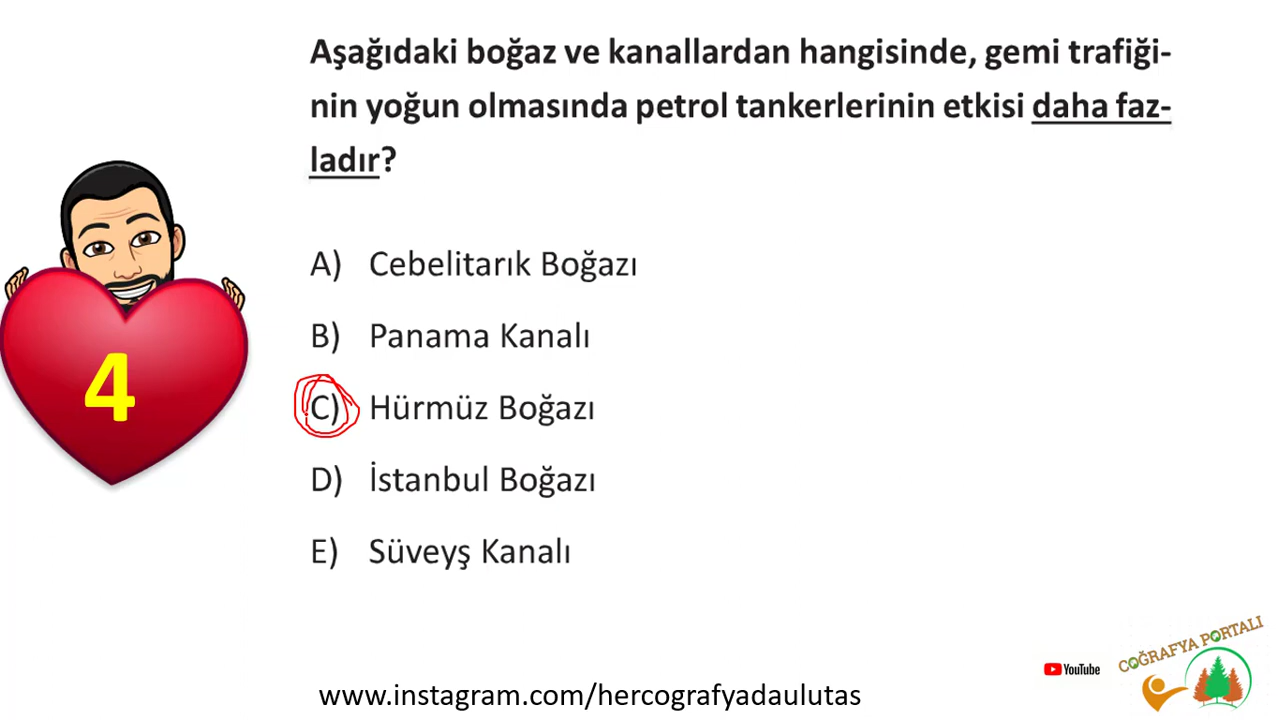 Aşağıdaki boğaz ve kanallardan hangisinde, gemi trafiği-
nin yoğun olmasında petrol tankerlerinin etkisi daha faz-
ladır?
4
A) Cebelitarık Boğazı
B) Panama Kanalı
C) Hürmüz Boğazı
D) İstanbul Boğazı
E) Süveyş Kanalı
YouTube
COĞRAFYA PORTALI
www.instagram.com/hercografyadaulutas